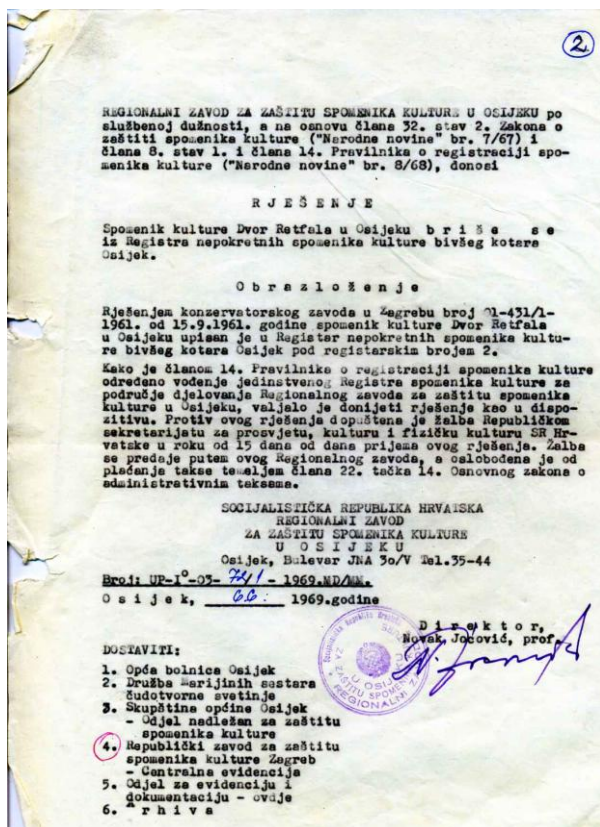 2.
REGIONALNI ZAVOD ZA ZAŠTITU SPOMENIKA KULTURE U OSIJEKU po
službenoj dužnosti, a na osnovu člana 32. stav 2. Zakona o
zaštiti spomenika kulture ("Narodne novine" br. 7/67) i
člana 8. stav 1. i člana 14. Pravilnika o registraciji spo-
menika kulture ("Narodne novine" br. 8/68), donosi
R J E Š E N J E
Spomenik kulture Dvor Retfala u Osijeku b r i š e s e
iz Registra nepokretnih spomenika kulture bivšeg kotara
Osijek.
O b r a z l o ž e n j e
Rješenjem konzervatorskog zavoda u Zagrebu broj 01-431/1-
1961. od 15.9.1961. godine spomenik kulture Dvor Retfala
u Osijeku upisan je u Registar nepokretnih spomenika kultu-
re bivšeg kotara Osijek pod registarskim brojem 2.
Kako je članom 14. Pravilnika o registraciji spomenika kulture
određeno vođenje jedinstvenog Registra spomenika kulture za
područje djelovanja Regionalnog zavoda za zaštitu spomenika
kulture u Osijeku, valjalo je donijeti rješenje kao u dispo-
zitivu. Protiv ovog rješenja dopuštena je žalba Republičkom
sekretarijatu za prosvjetu, kulturu i fizičku kulturu SR Hr-
vatske u roku od 15 dana od dana prijema ovog rješenja. Žalba
se predaje putem ovog Regionalnog zavoda, a oslobođena je od
plaćanja takse temeljem člana 22. tačka 14. Osnovnog zakona o
administrativnim taksama.
SOCIJALISTIČKA REPUBLIKA HRVATSKA
REGIONALNI ZAVOD
ZA ZAŠTITU SPOMENIKA KULTURE
U O S I J E K U
Osijek, Bulevar JNA 3o/V Tel.35-44
Broj: UP-I°-03- - 1969.MD/MM.
O s i j e k, 6.6. 1969.godine
D i r e k t o r,
Novak Jocović, prof.
ZA ZAŠTITU SPOMEN
U OSIJ
REGIONALNI
DOSTAVITI:
1. Opća bolnica Osijek
2. Družba Marijinih sestara
čudotvorne svetinje
3. Skupština općine Osijek
- Odjel nadležan za zaštitu
spomenika kulture
4. Republički zavod za zaštitu
spomenika kulture Zagreb
- Centralna evidencija
5. Odjel za evidenciju i
dokumentaciju - ovdje
6. A r h i v a